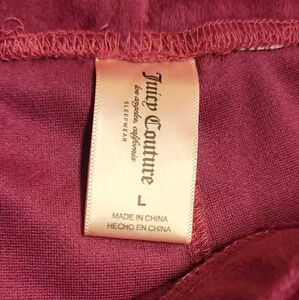 Juicy Couture
los angeles, california
SLEEPWEAR
L
MADE IN CHINA
HECHO EN CHINA